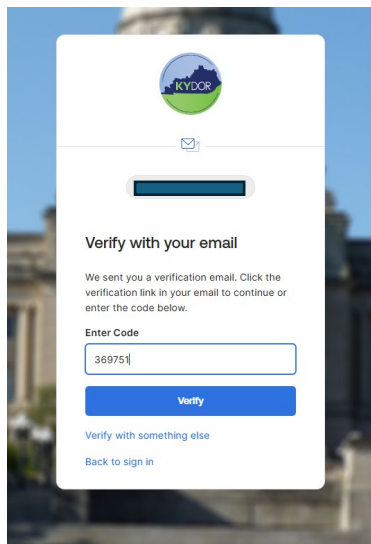 KYDOR
Verify with your email
We sent you a verification email. Click the
verification link in your email to continue or
enter the code below.
Enter Code
369751
Verify
Verify with something else
Back to sign in